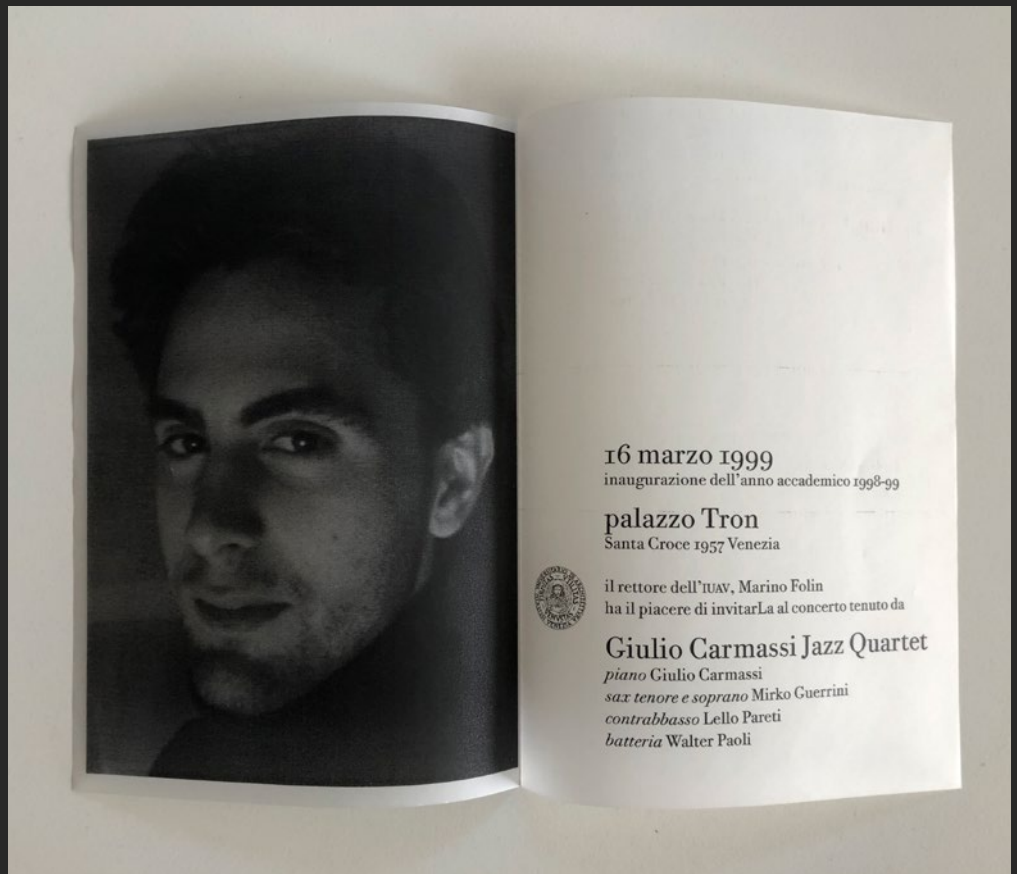 16 marzo 1999
inaugurazione dell'anno accademico 1998-99
palazzo Tron
Santa Croce 1957 Venezia
il rettore dell'IUAV, Marino Folin
ha il piacere di invitarLa al concerto tenuto da
Giulio Carmassi Jazz Quartet
piano Giulio Carmassi
sax tenore e soprano Mirko Guerrini
contrabbasso Lello Pareti
batteria Walter Paoli